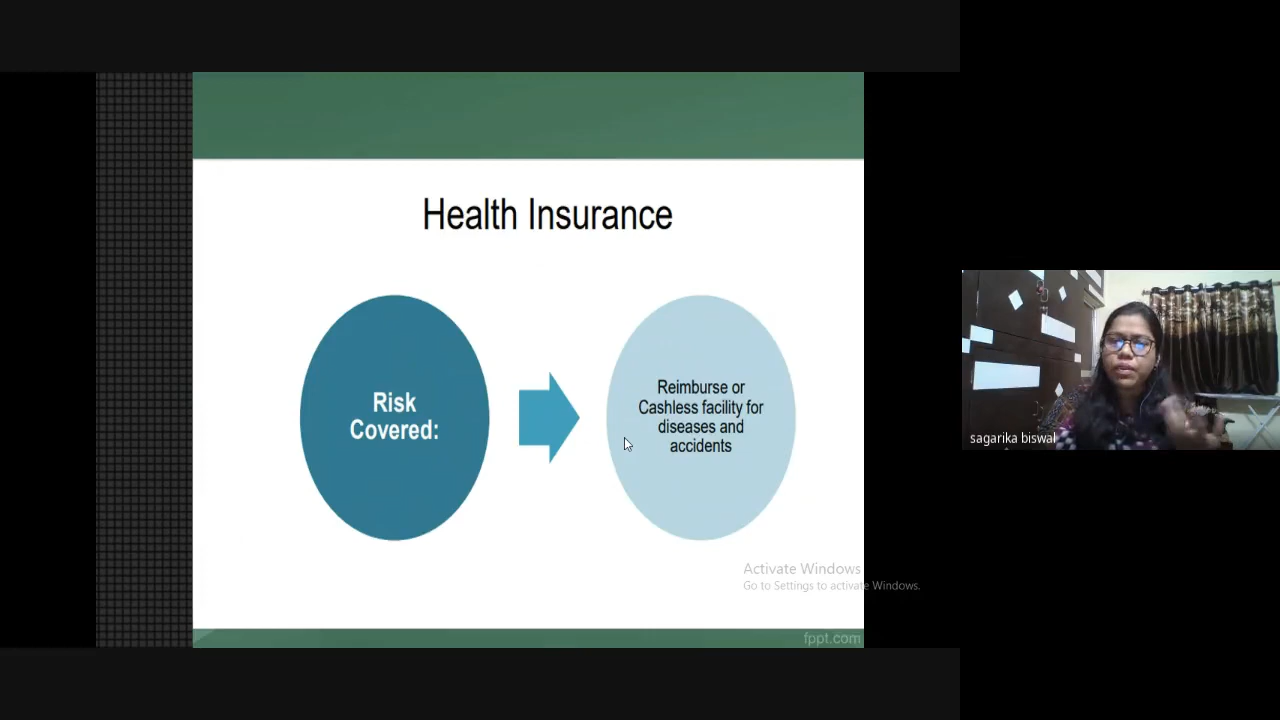 Health Insurance
Risk
Covered:
Reimburse or
Cashless facility for
diseases and
accidents
sagarika biswal
Activate Windows
Go to Settings to activate Windows.
fppt.com